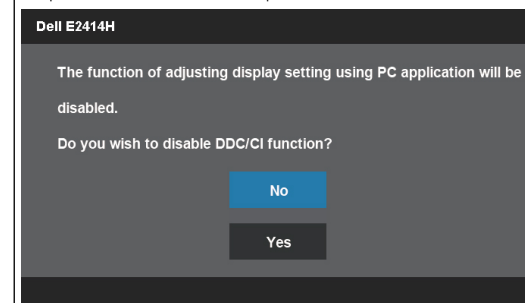 Dell E2414H
The function of adjusting display setting using PC application will be
disabled.
Do you wish to disable DDC/CI function?
No
Yes